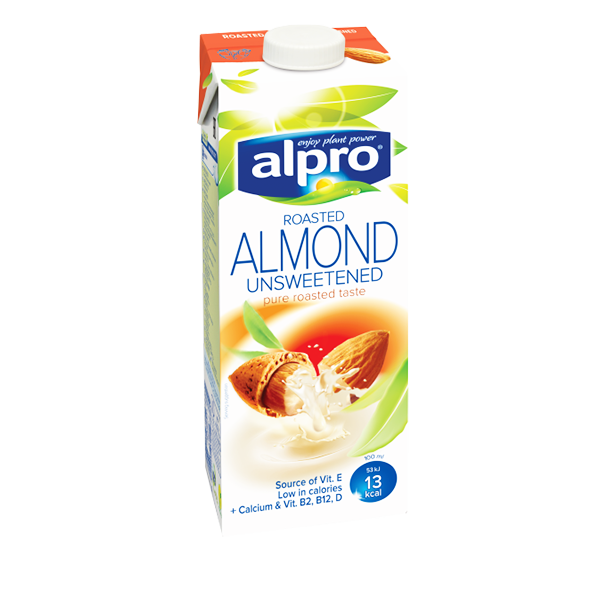 ROASTED
enjoy plant power
alpro®
ROASTED
ALMOND
UNSWEETENED
pure roasted taste
100 ml
53 kJ
13
kcal
Source of Vit. E
Low in calories
+ Calcium & Vit. B2, B12, D